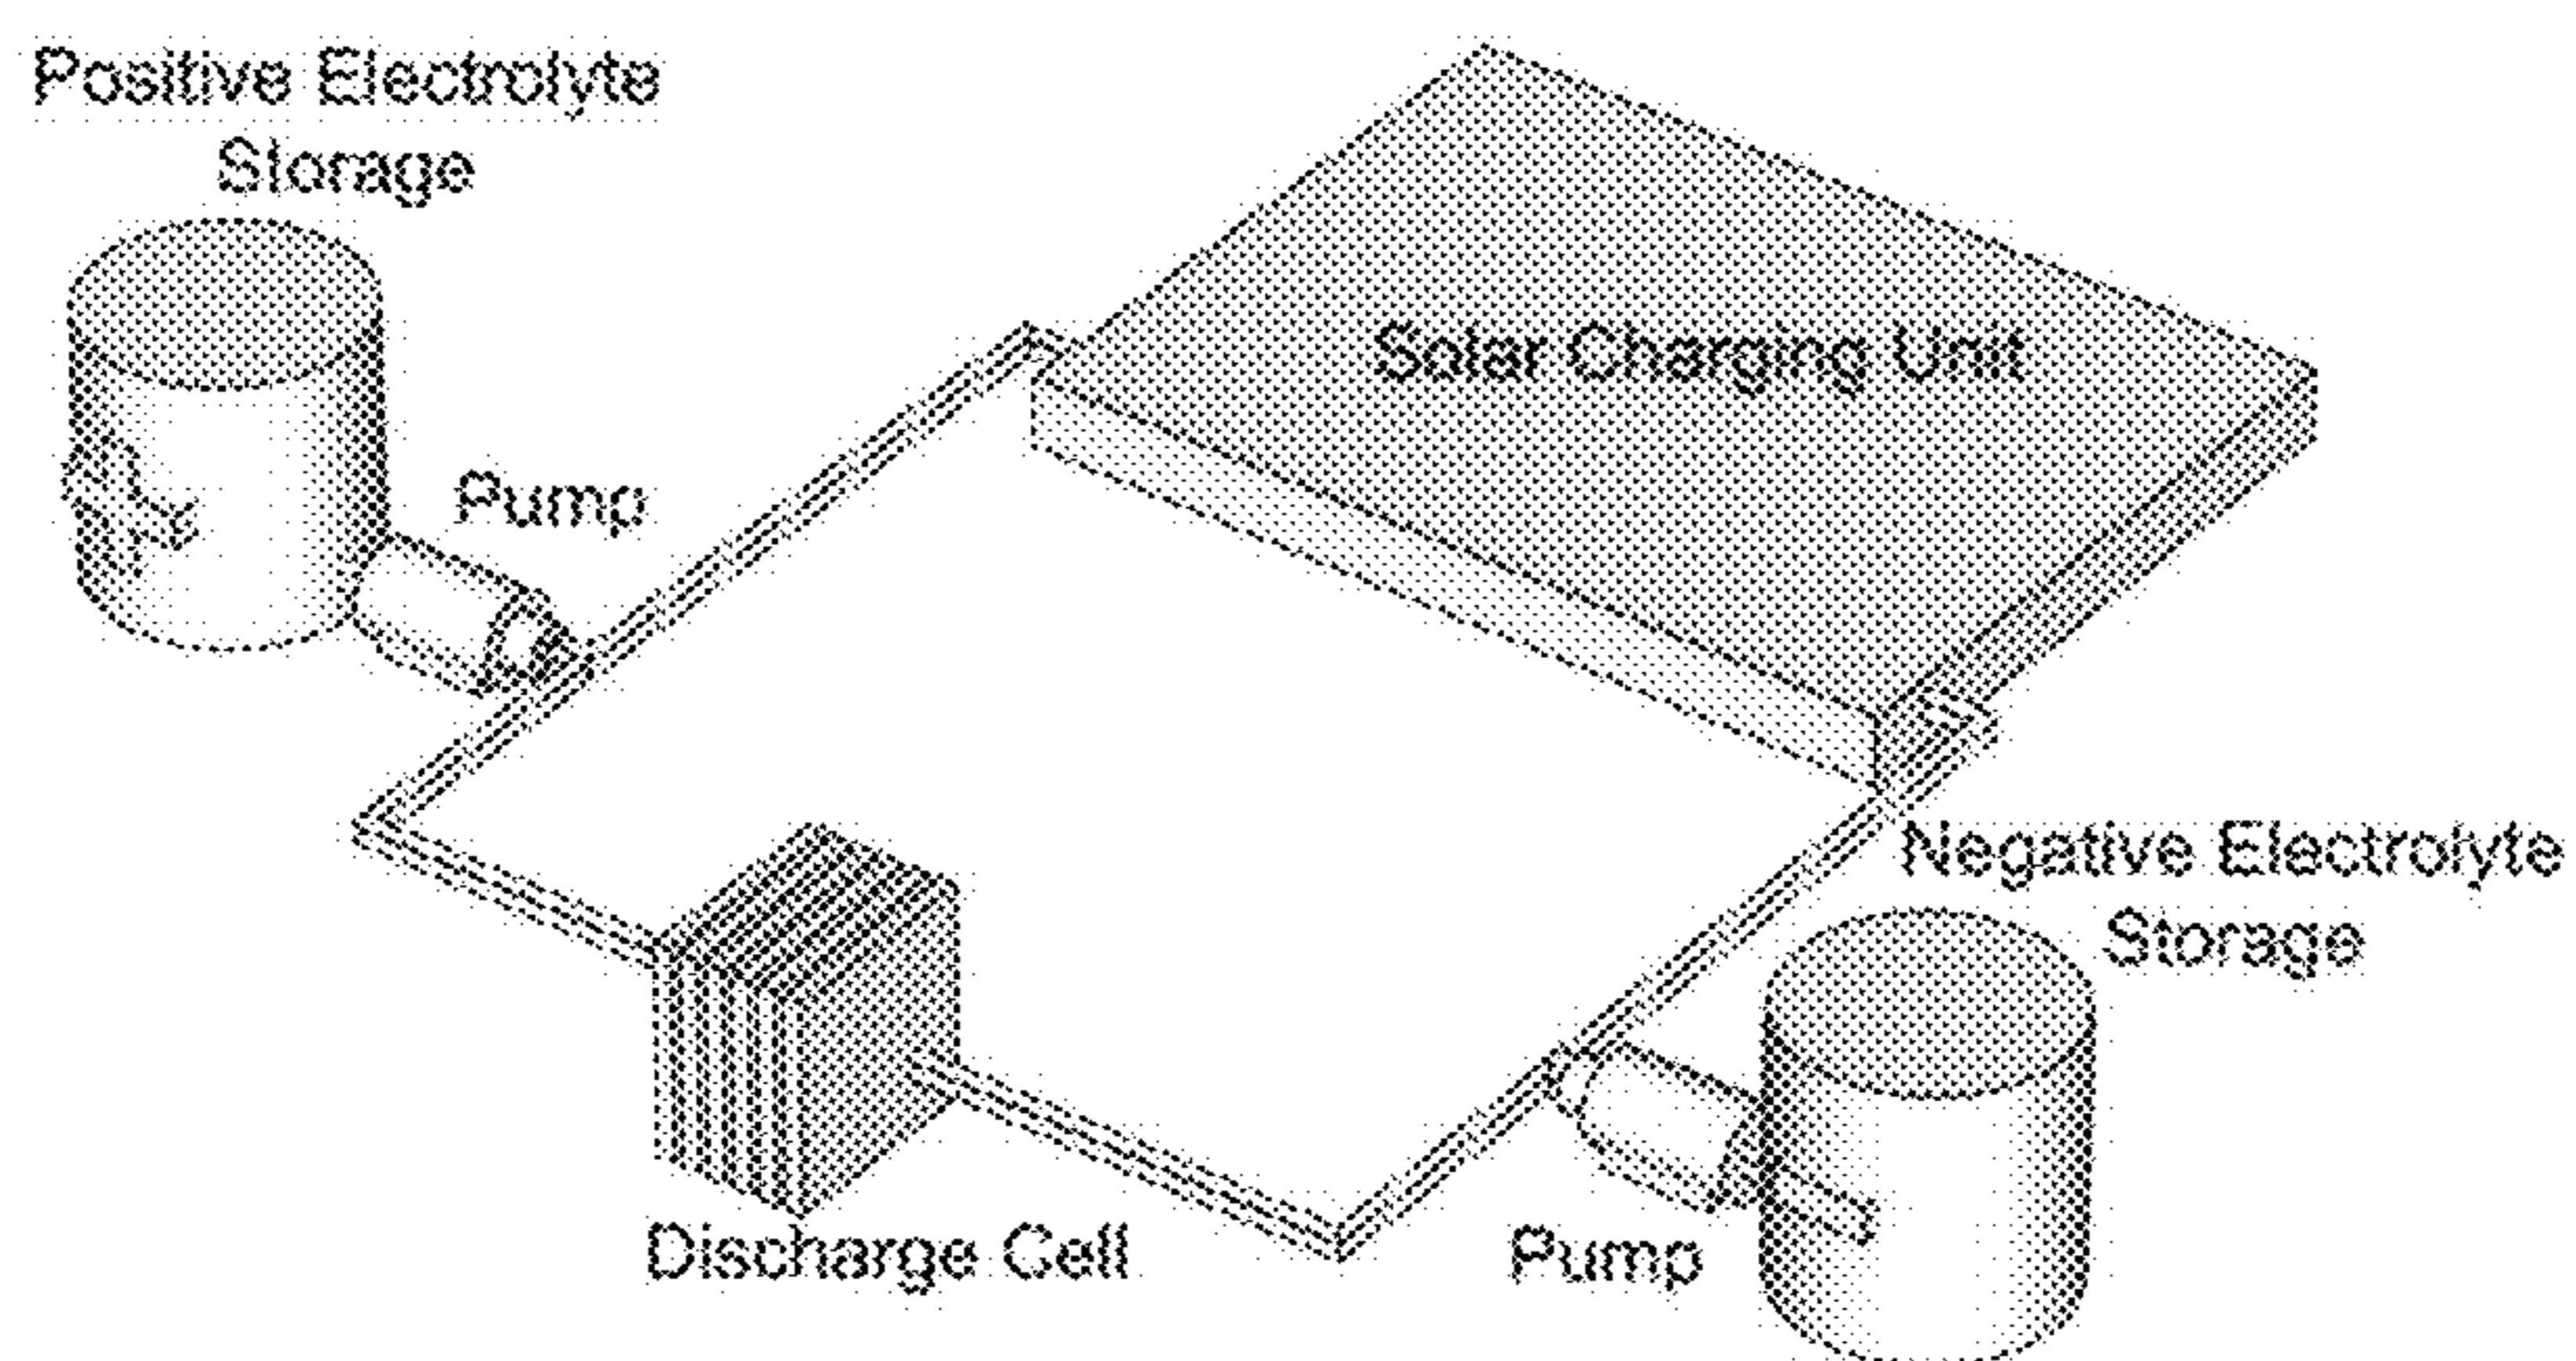 Positive Electrolyte
Storage
Pump
Solar Charging Unit
Negative Electrolyte
Storage
Discharge Cell
Pump